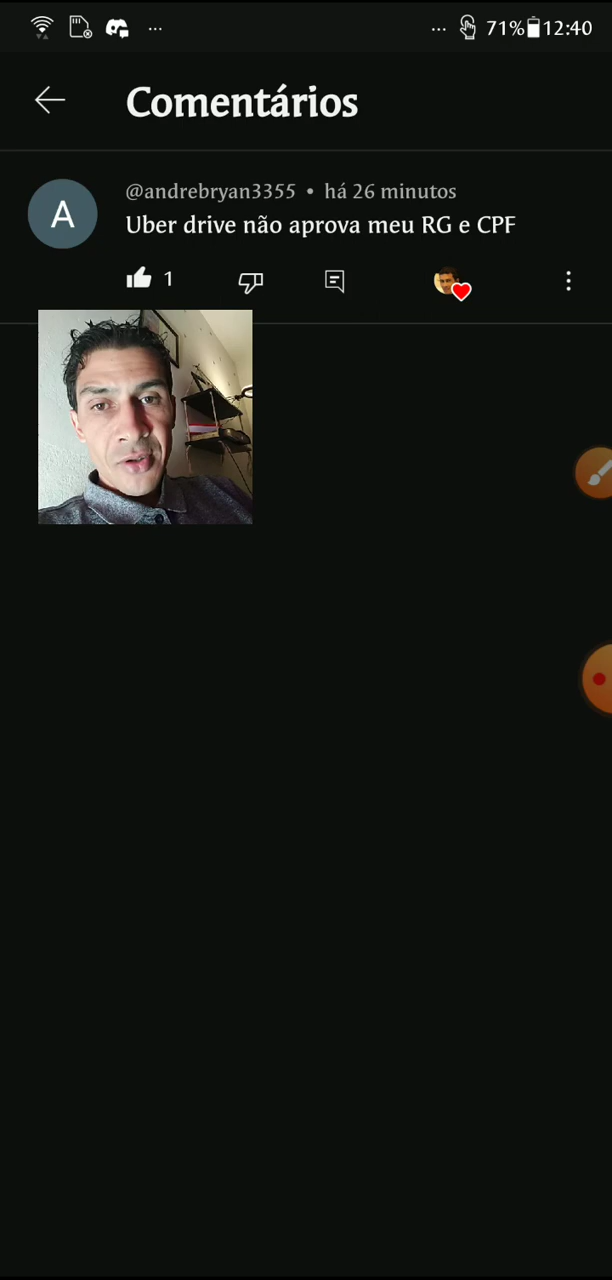 71% 12:40
Comentários
@andrebryan3355 • há 26 minutos
A
Uber drive não aprova meu RG e CPF
1